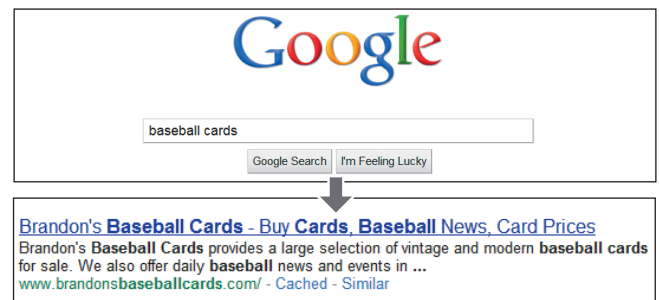 Google
baseball cards
Google Search I'm Feeling Lucky
Brandon's Baseball Cards - Buy Cards, Baseball News, Card Prices
Brandon's Baseball Cards provides a large selection of vintage and modern baseball cards
for sale. We also offer daily baseball news and events in ...
www.brandonsbaseballcards.com/ - Cached - Similar